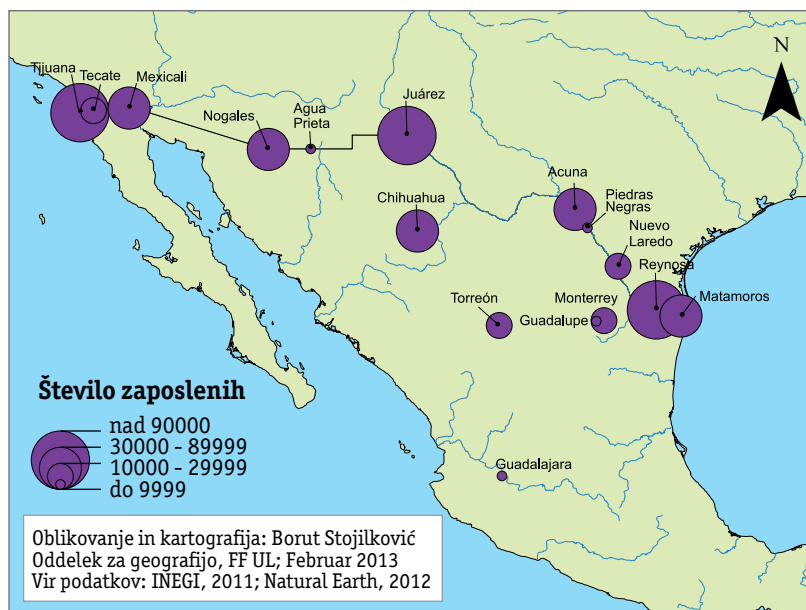 N
Tijuana
Tecate
Mexicali
Nogales
Agua
Prieta
Juárez
Chihuahua
Acuna
Piedras
Negras
Nuevo
Laredo
Reynosa
Matamoros
Torreón
Monterrey
Guadalupe
Guadalajara
Število zaposlenih
nad 90000
30000 - 89999
10000 - 29999
do 9999
Oblikovanje in kartografija: Borut Stojilković
Oddelek za geografijo, FF UL; Februar 2013
Vir podatkov: INEGI, 2011; Natural Earth, 2012